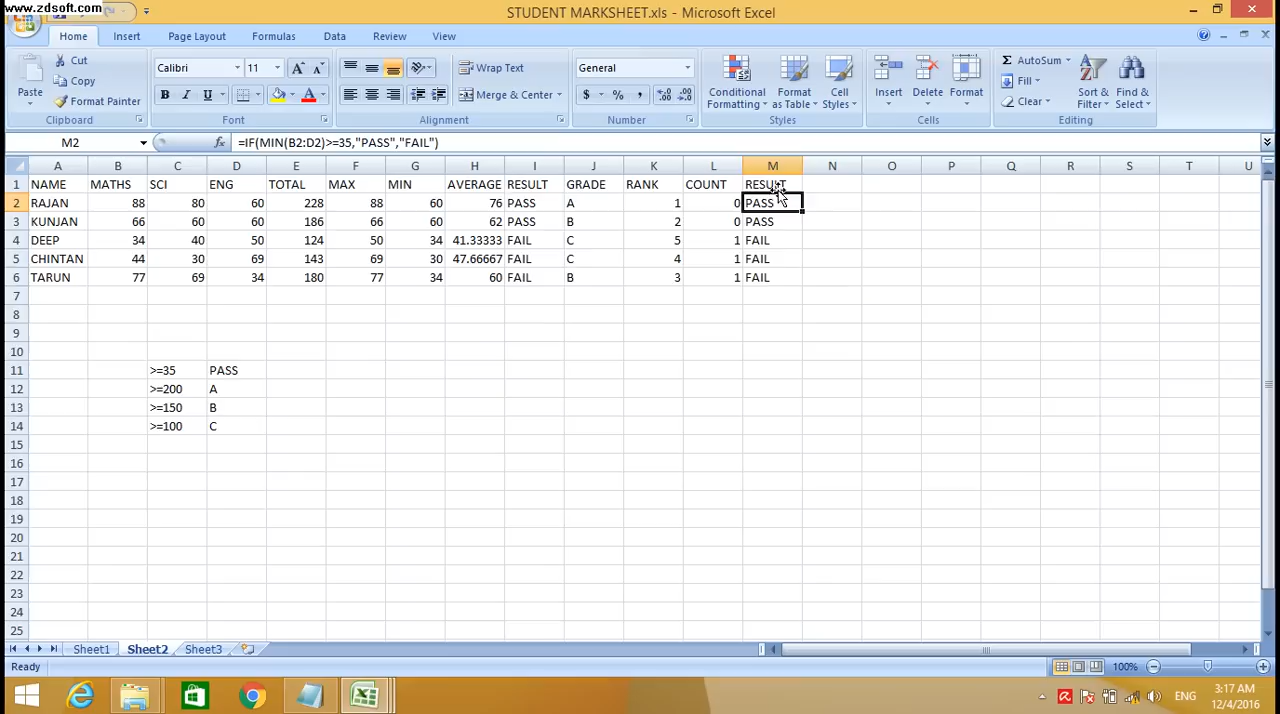 www.zdsoft.com
STUDENT MARKSHEET.xls - Microsoft Excel
Home Insert Page Layout Formulas Data Review View
Paste
Cut
Copy
Format Painter
Clipboard
Calibri 11
B I U
Font
Wrap Text
Merge & Center
Alignment
General
$ % ,
Number
Conditional Formatting
Format as Table
Cell Styles
Styles
Insert Delete Format
Cells
Σ AutoSum
Fill
Clear
Sort & Filter
Find & Select
Editing
M2 fx =IF(MIN(B2:D2)>=35,"PASS","FAIL")
A B C D E F G H I J K L M N O P Q R S T U
1 NAME MATHS SCI ENG TOTAL MAX MIN AVERAGE RESULT GRADE RANK COUNT RESULT
2 RAJAN 88 80 60 228 88 60 76 PASS A 1 0 PASS
3 KUNJAN 66 60 60 186 66 60 62 PASS B 2 0 PASS
4 DEEP 34 40 50 124 50 34 41.33333 FAIL C 5 1 FAIL
5 CHINTAN 44 30 69 143 69 30 47.66667 FAIL C 4 1 FAIL
6 TARUN 77 69 34 180 77 34 60 FAIL B 3 1 FAIL
7
8
9
10
11 >=35 PASS
12 >=200 A
13 >=150 B
14 >=100 C
15
16
17
18
19
20
21
22
23
24
25
Sheet1 Sheet2 Sheet3
Ready 100%
ENG 3:17 AM
12/4/2016